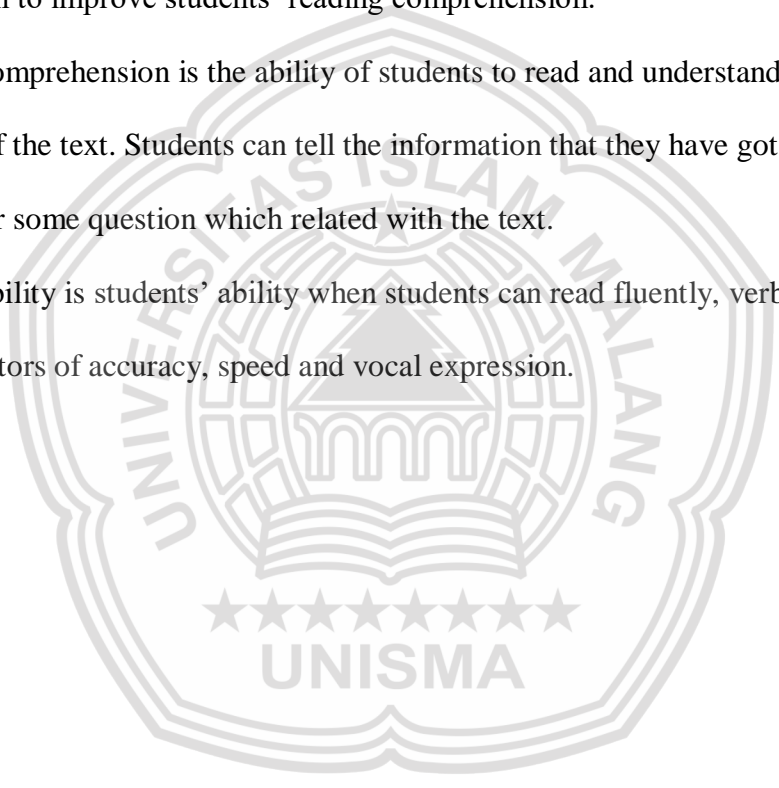 to improve students' reading comprehension.
omprehension is the ability of students to read and understand
f the text. Students can tell the information that they have got
r some question which related with the text.
bility is students' ability when students can read fluently, verb
tors of accuracy, speed and vocal expression.
UNIVERSITAS ISLAM MALANG
UNISMA